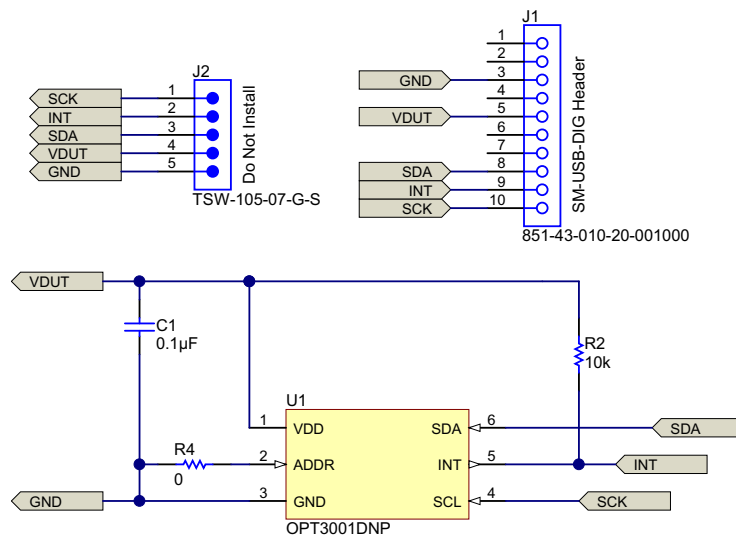 J2
SCK 1
INT 2
SDA 3
VDUT 4
GND 5
Do Not Install
TSW-105-07-G-S
J1
1
2
GND 3
4
VDUT 5
6
7
SDA 8
INT 9
SCK 10
SM-USB-DIG Header
851-43-010-20-001000
VDUT
C1
0.1µF
R2
10k
U1
1 VDD
SDA 6
SDA
R4
0
2 ADDR
INT 5
INT
GND
3 GND
SCL 4
SCK
OPT3001DNP